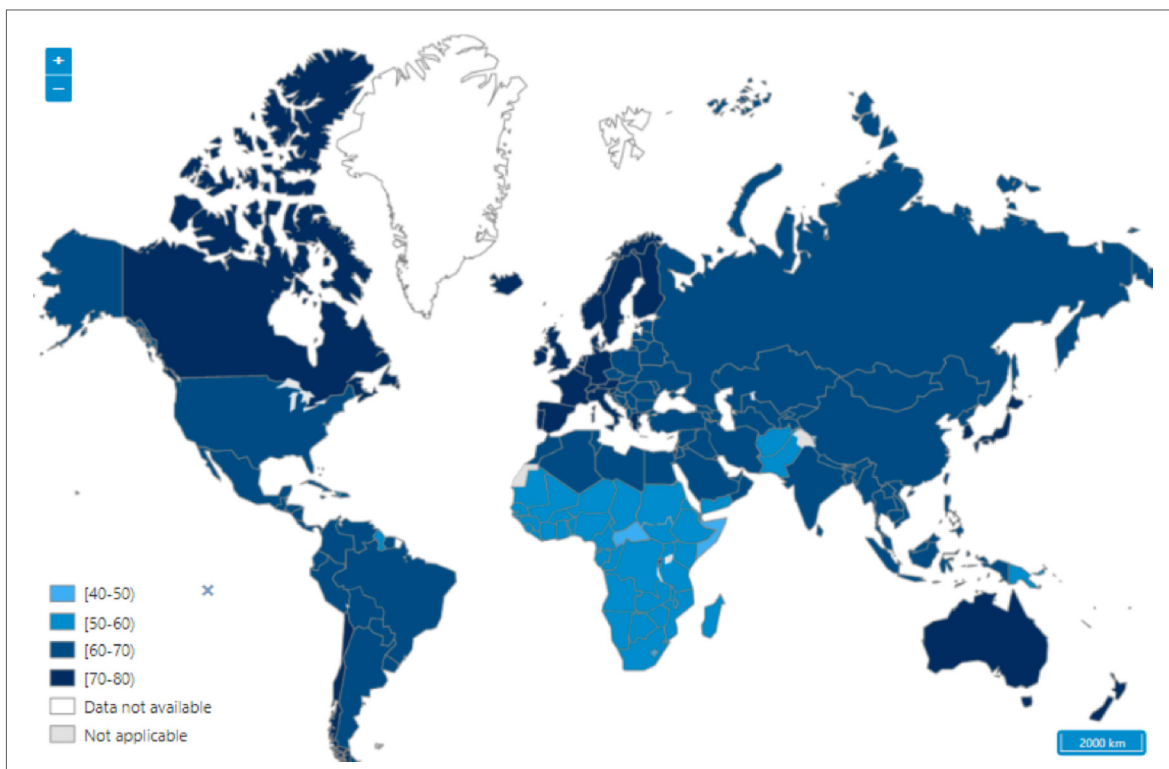 +
−
[40-50)
×
[50-60)
[60-70)
[70-80)
Data not available
Not applicable
2000 km